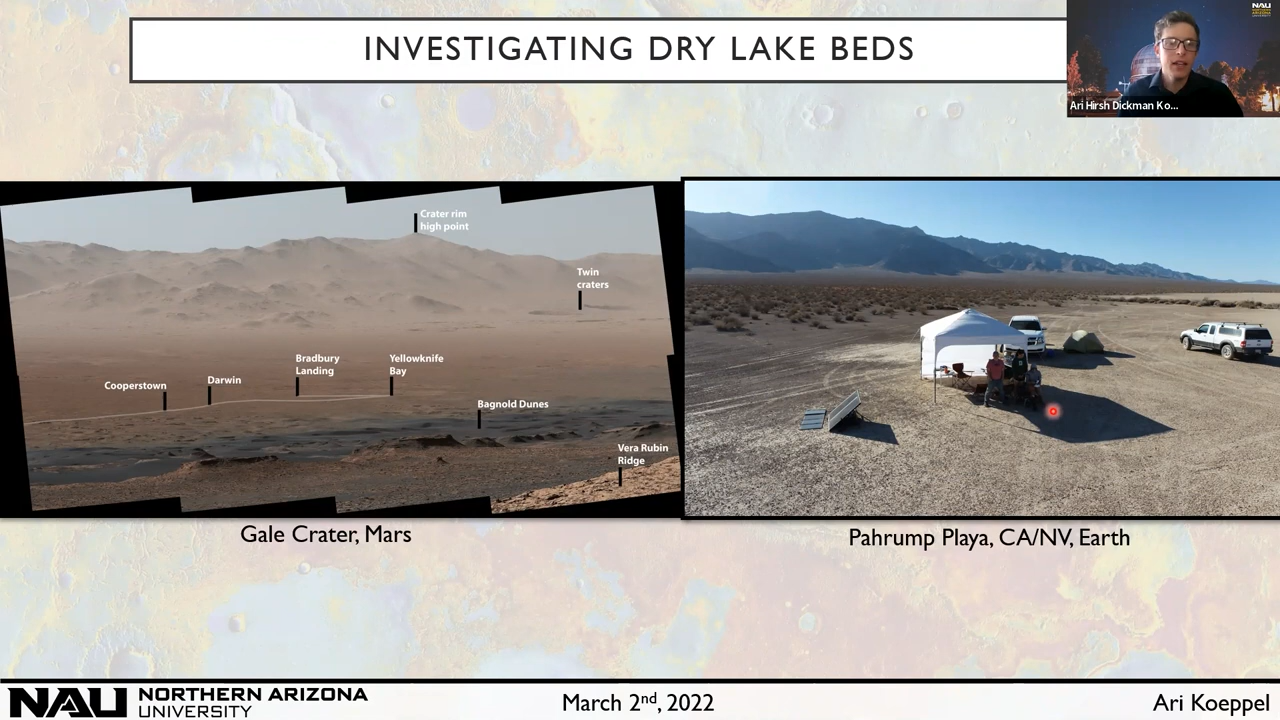 INVESTIGATING DRY LAKE BEDS
NAU
Ari Hirsh Dickman Ko...
Crater rim
high point
Twin
craters
Bradbury
Landing
Yellowknife
Bay
Cooperstown
Darwin
Bagnold Dunes
Vera Rubin
Ridge
Gale Crater, Mars
Pahrump Playa, CA/NV, Earth
NAU
NORTHERN ARIZONA
UNIVERSITY
March 2nd, 2022
Ari Koeppel